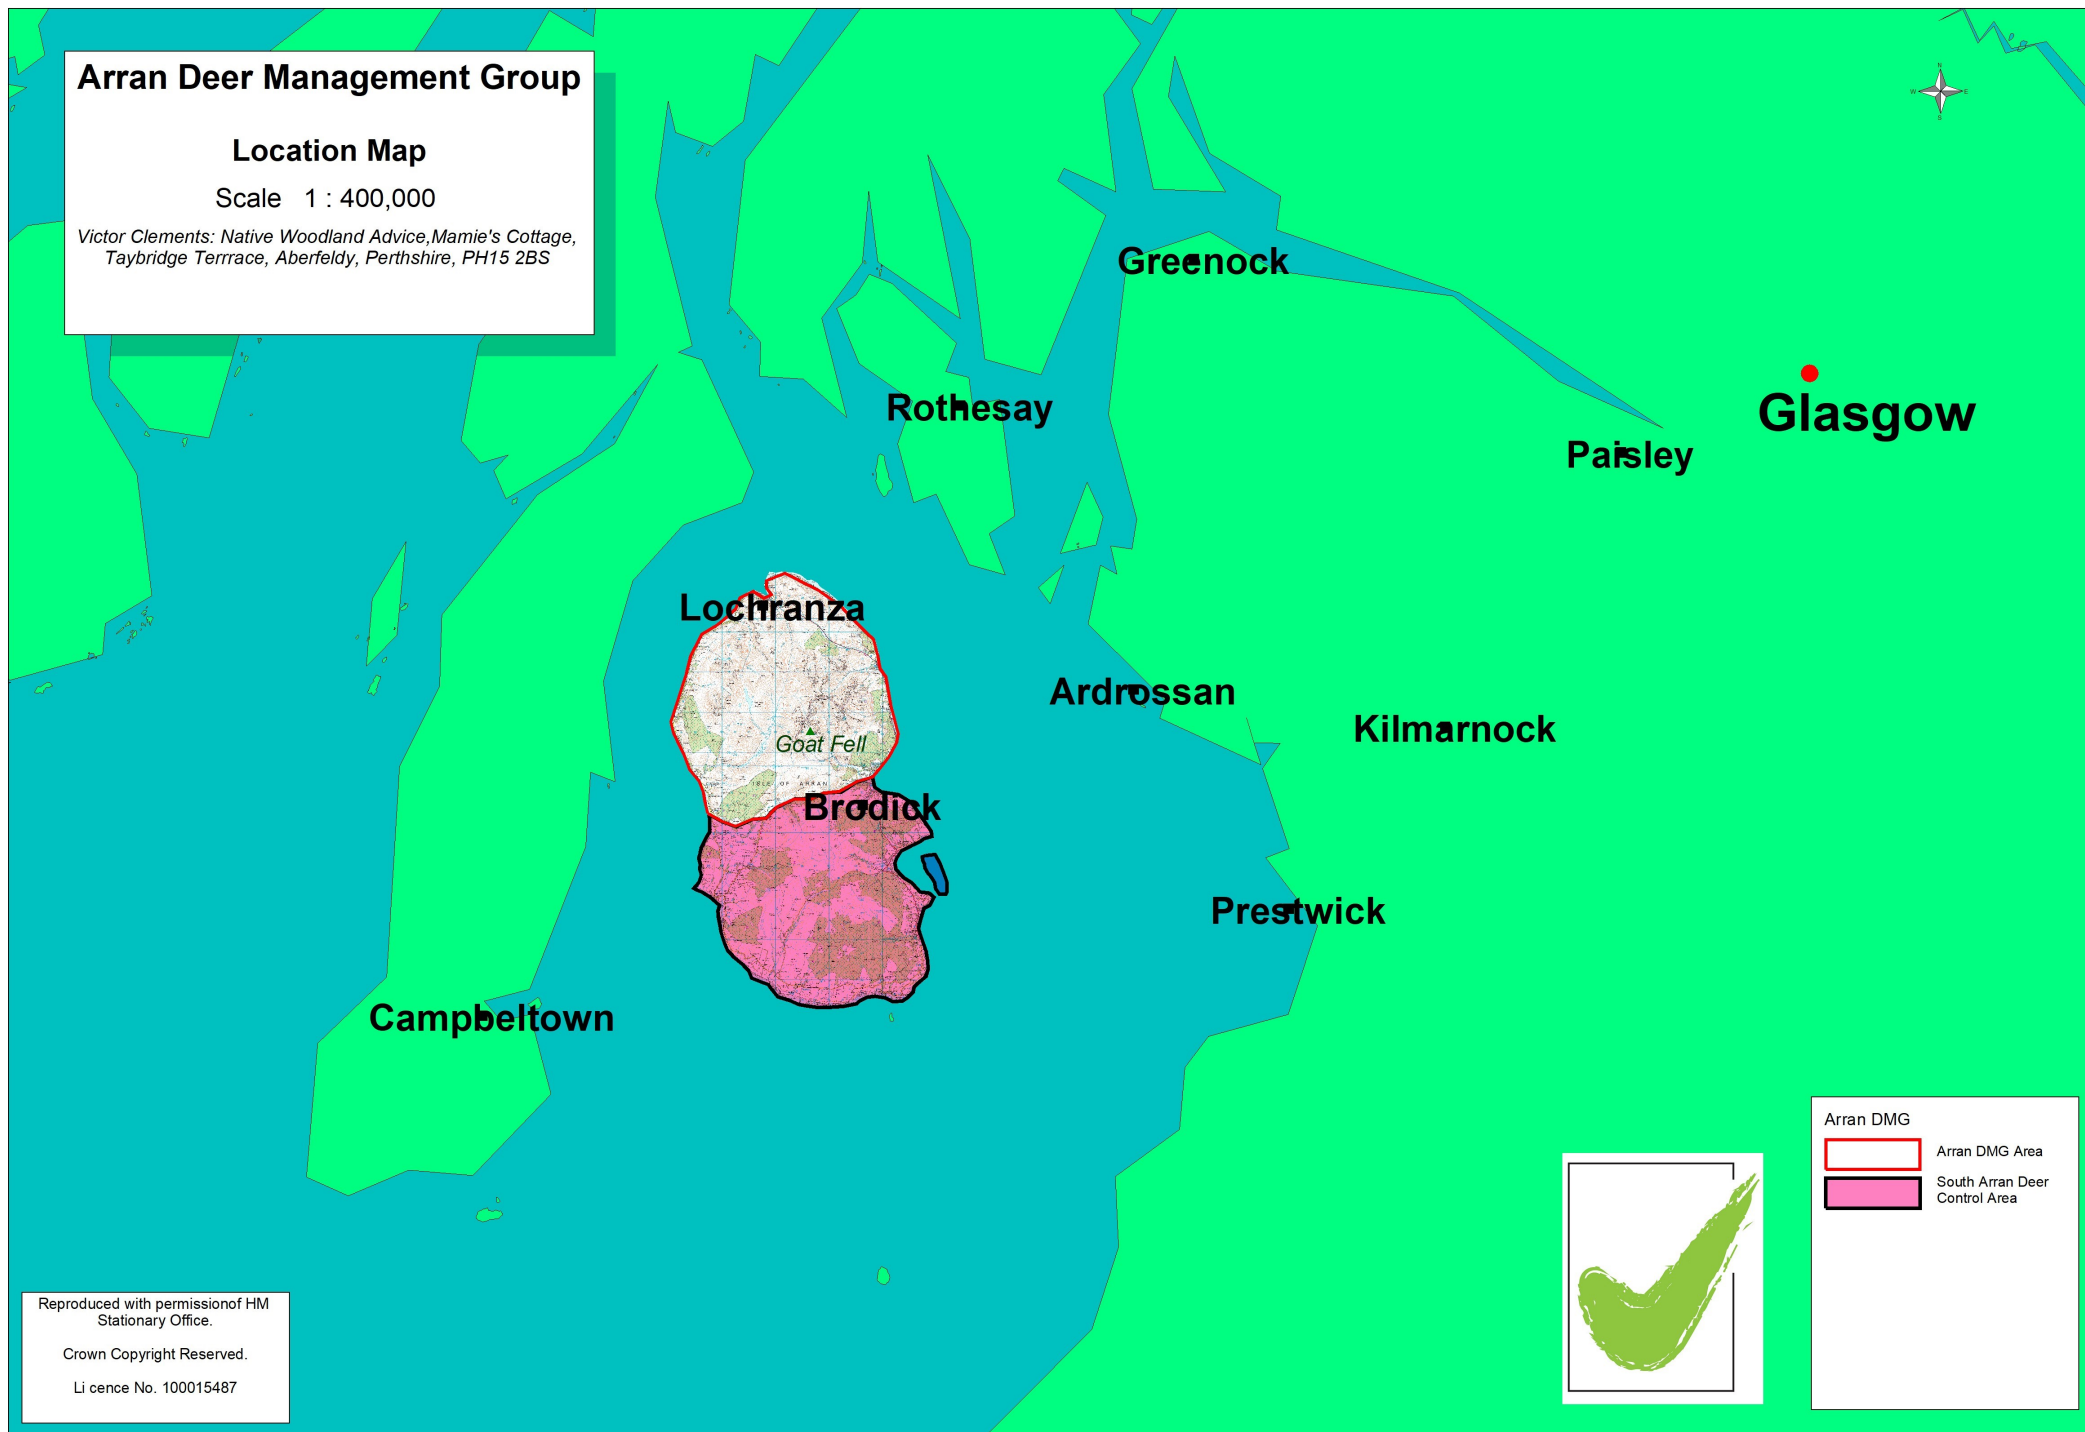 Arran Deer Management Group
Location Map
Scale 1 : 400,000
Victor Clements: Native Woodland Advice,Mamie's Cottage,
Taybridge Terrrace, Aberfeldy, Perthshire, PH15 2BS
N
W
E
S
Greenock
Glasgow
Rothesay
Paisley
Lochranza
Ardrossan
Kilmarnock
Goat Fell
ISLE OF ARRAN
Brodick
Prestwick
Campbeltown
Arran DMG
Arran DMG Area
South Arran Deer
Control Area
Reproduced with permissionof HM
Stationary Office.
Crown Copyright Reserved.
Li cence No. 100015487